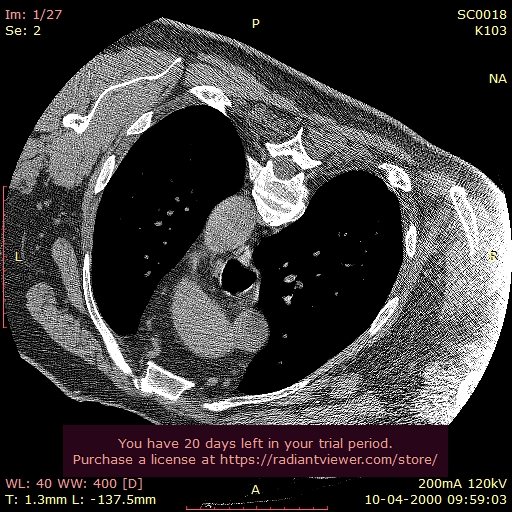 Im: 1/27
Se: 2
P
SC0018
K103
NA
L
R
You have 20 days left in your trial period.
Purchase a license at https://radiantviewer.com/store/
WL: 40 WW: 400 [D]
T: 1.3mm L: -137.5mm
A
200mA 120kV
10-04-2000 09:59:03